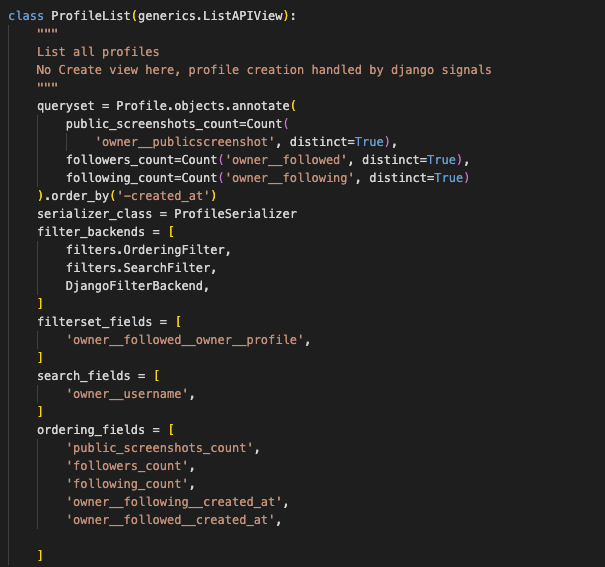 class ProfileList(generics.ListAPIView):
    """
    List all profiles
    No Create view here, profile creation handled by django signals
    """
    queryset = Profile.objects.annotate(
        public_screenshots_count=Count(
            'owner__publicscreenshot', distinct=True),
        followers_count=Count('owner__followed', distinct=True),
        following_count=Count('owner__following', distinct=True)
    ).order_by('-created_at')
    serializer_class = ProfileSerializer
    filter_backends = [
        filters.OrderingFilter,
        filters.SearchFilter,
        DjangoFilterBackend,
    ]
    filterset_fields = [
        'owner__followed__owner__profile',
    ]
    search_fields = [
        'owner__username',
    ]
    ordering_fields = [
        'public_screenshots_count',
        'followers_count',
        'following_count',
        'owner__following__created_at',
        'owner__followed__created_at',

    ]